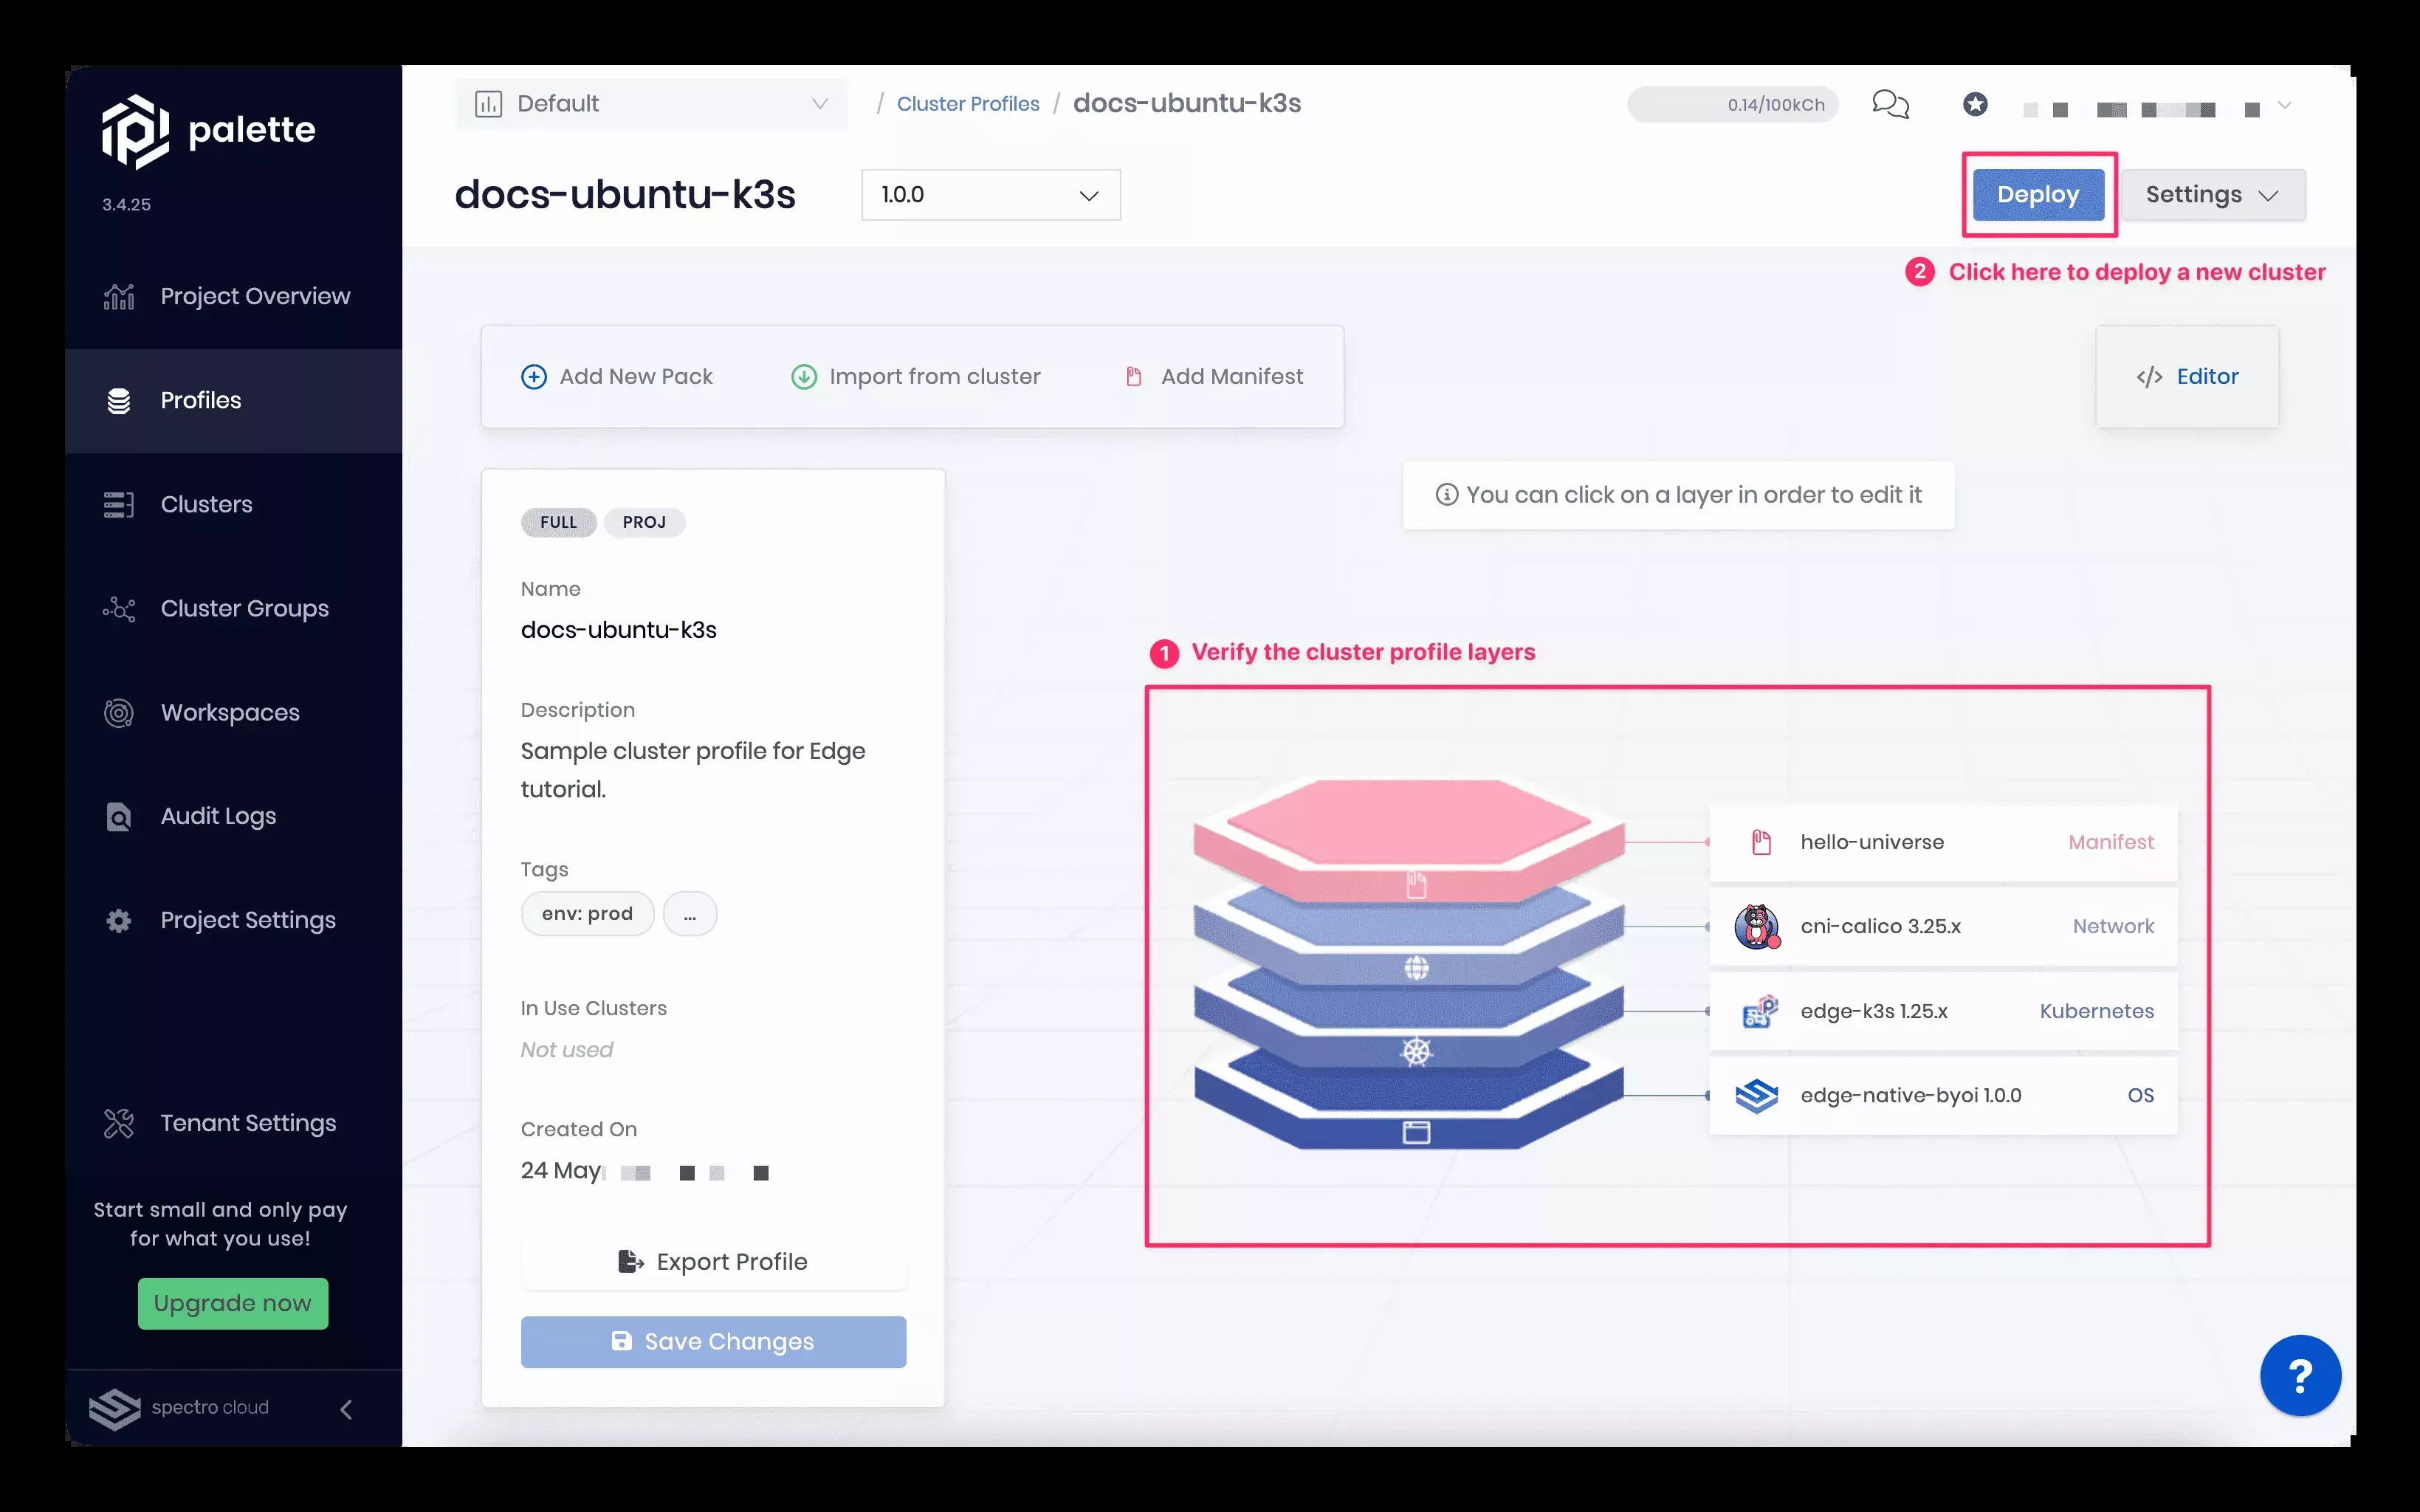 palette
3.4.25
Project Overview
Profiles
Clusters
Cluster Groups
Workspaces
Audit Logs
Project Settings
Tenant Settings
Start small and only pay
for what you use!
Upgrade now
spectro cloud
Default
/ Cluster Profiles / docs-ubuntu-k3s
0.14/100kCh
docs-ubuntu-k3s
1.0.0
Deploy
Settings
2 Click here to deploy a new cluster
Add New Pack
Import from cluster
Add Manifest
</> Editor
You can click on a layer in order to edit it
FULL
PROJ
Name
docs-ubuntu-k3s
Description
Sample cluster profile for Edge
tutorial.
Tags
env: prod
...
In Use Clusters
Not used
Created On
24 May
Export Profile
Save Changes
1 Verify the cluster profile layers
hello-universe Manifest
cni-calico 3.25.x Network
edge-k3s 1.25.x Kubernetes
edge-native-byoi 1.0.0 OS
?